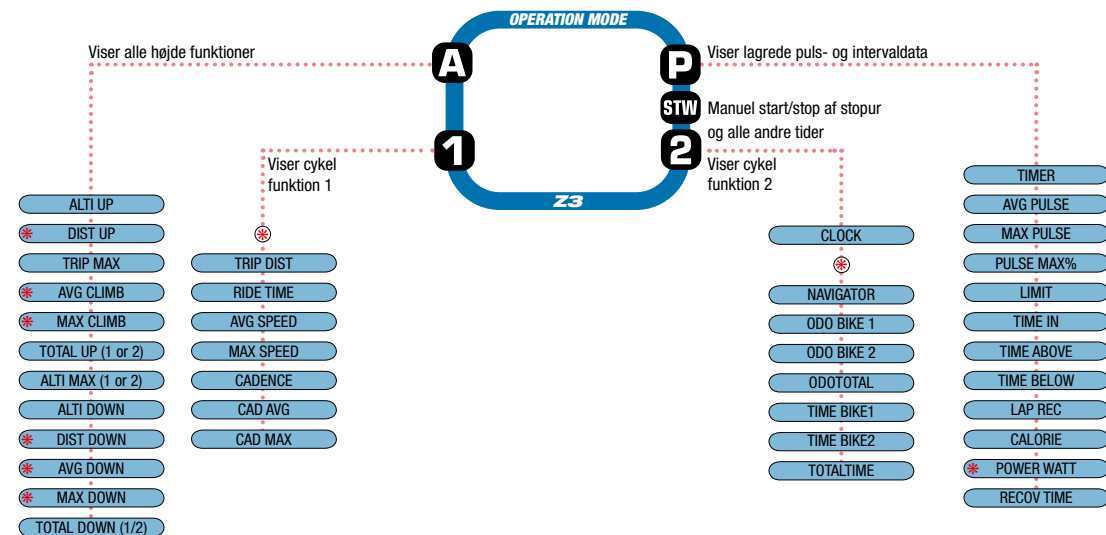 OPERATION MODE
Viser alle højde funktioner
A
P
Viser lagrede puls- og intervaldata
STW
Manuel start/stop af stopur
og alle andre tider
1
2
Viser cykel
funktion 1
Viser cykel
funktion 2
Z3
ALTI UP
DIST UP
TRIP MAX
AVG CLIMB
MAX CLIMB
TOTAL UP (1 or 2)
ALTI MAX (1 or 2)
ALTI DOWN
DIST DOWN
AVG DOWN
MAX DOWN
TOTAL DOWN (1/2)
TRIP DIST
RIDE TIME
AVG SPEED
MAX SPEED
CADENCE
CAD AVG
CAD MAX
CLOCK
NAVIGATOR
ODO BIKE 1
ODO BIKE 2
ODOTOTAL
TIME BIKE1
TIME BIKE2
TOTALTIME
TIMER
AVG PULSE
MAX PULSE
PULSE MAX%
LIMIT
TIME IN
TIME ABOVE
TIME BELOW
LAP REC
CALORIE
POWER WATT
RECOV TIME